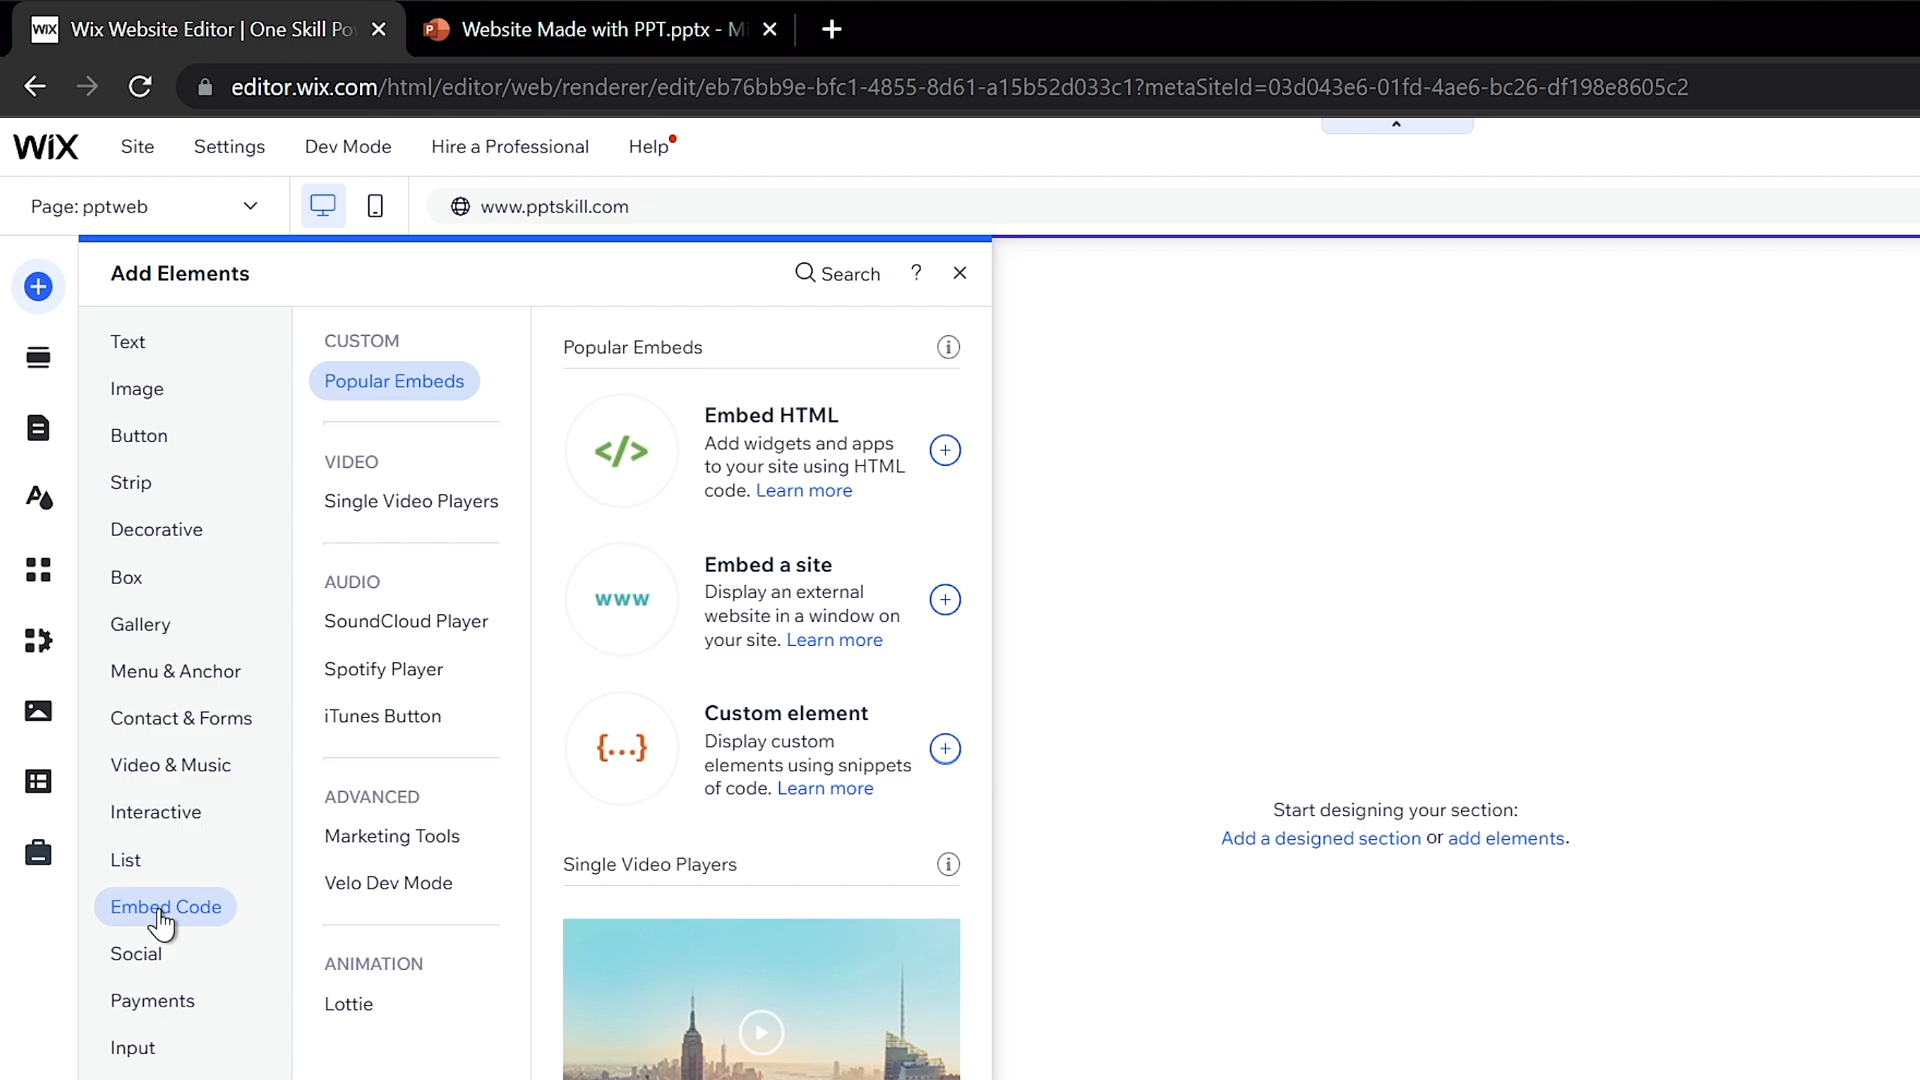 WiX Wix Website Editor | One Skill Po
P Website Made with PPT.pptx - Mi
editor.wix.com/html/editor/web/renderer/edit/eb76bb9e-bfc1-4855-8d61-a15b52d033c1?metaSiteId=03d043e6-01fd-4ae6-bc26-df198e8605c2
WiX Site Settings Dev Mode Hire a Professional Help
Page: pptweb www.pptskill.com
Add Elements Search ?
Text
Image
Button
Strip
Decorative
Box
Gallery
Menu & Anchor
Contact & Forms
Video & Music
Interactive
List
Embed Code
Social
Payments
Input
CUSTOM
Popular Embeds
VIDEO
Single Video Players
AUDIO
SoundCloud Player
Spotify Player
iTunes Button
ADVANCED
Marketing Tools
Velo Dev Mode
ANIMATION
Lottie
Popular Embeds
</>
Embed HTML
Add widgets and apps
to your site using HTML
code. Learn more
www
Embed a site
Display an external
website in a window on
your site. Learn more
{...}
Custom element
Display custom
elements using snippets
of code. Learn more
Single Video Players
Start designing your section:
Add a designed section or add elements.